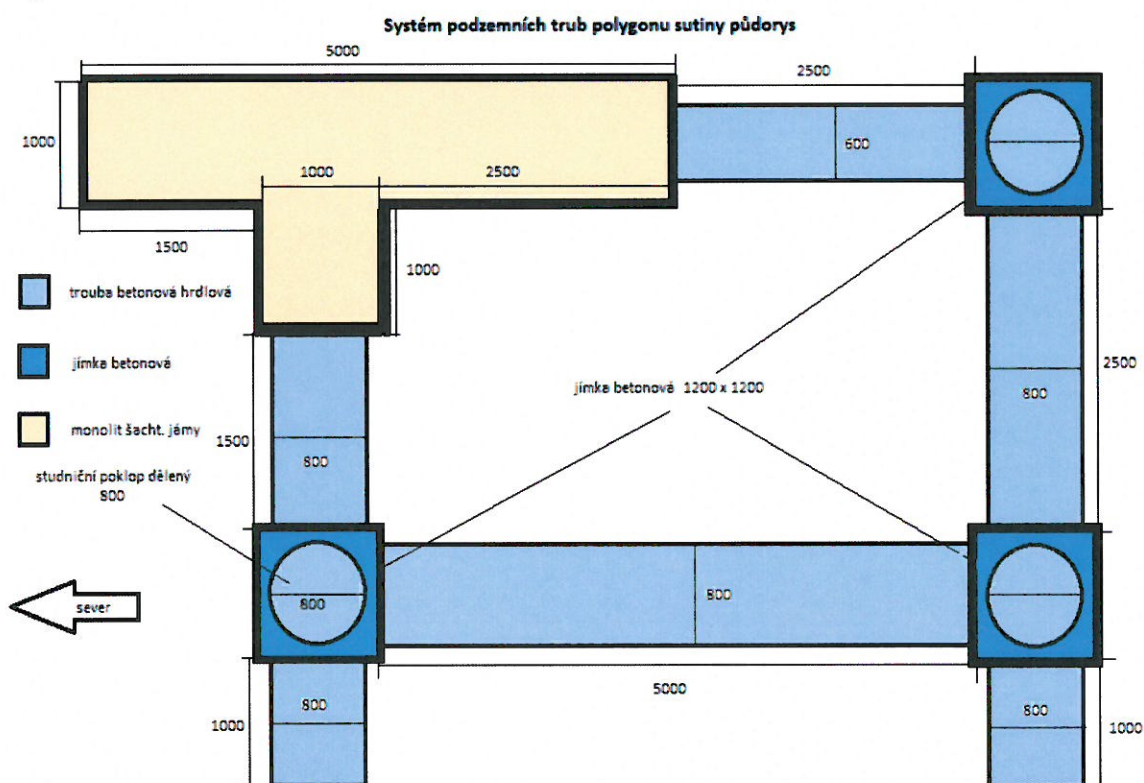 Systém podzemních trub polygonu sutiny půdorys
5000
2500
1000
600
1000
2500
1500
1000
trouba betonová hrdlová
jímka betonová
jímka betonová 1200 x 1200
2500
800
monolit šacht. jámy
1500
800
studniční poklop dělený
800
800
800
sever
5000
800
1000
800
1000